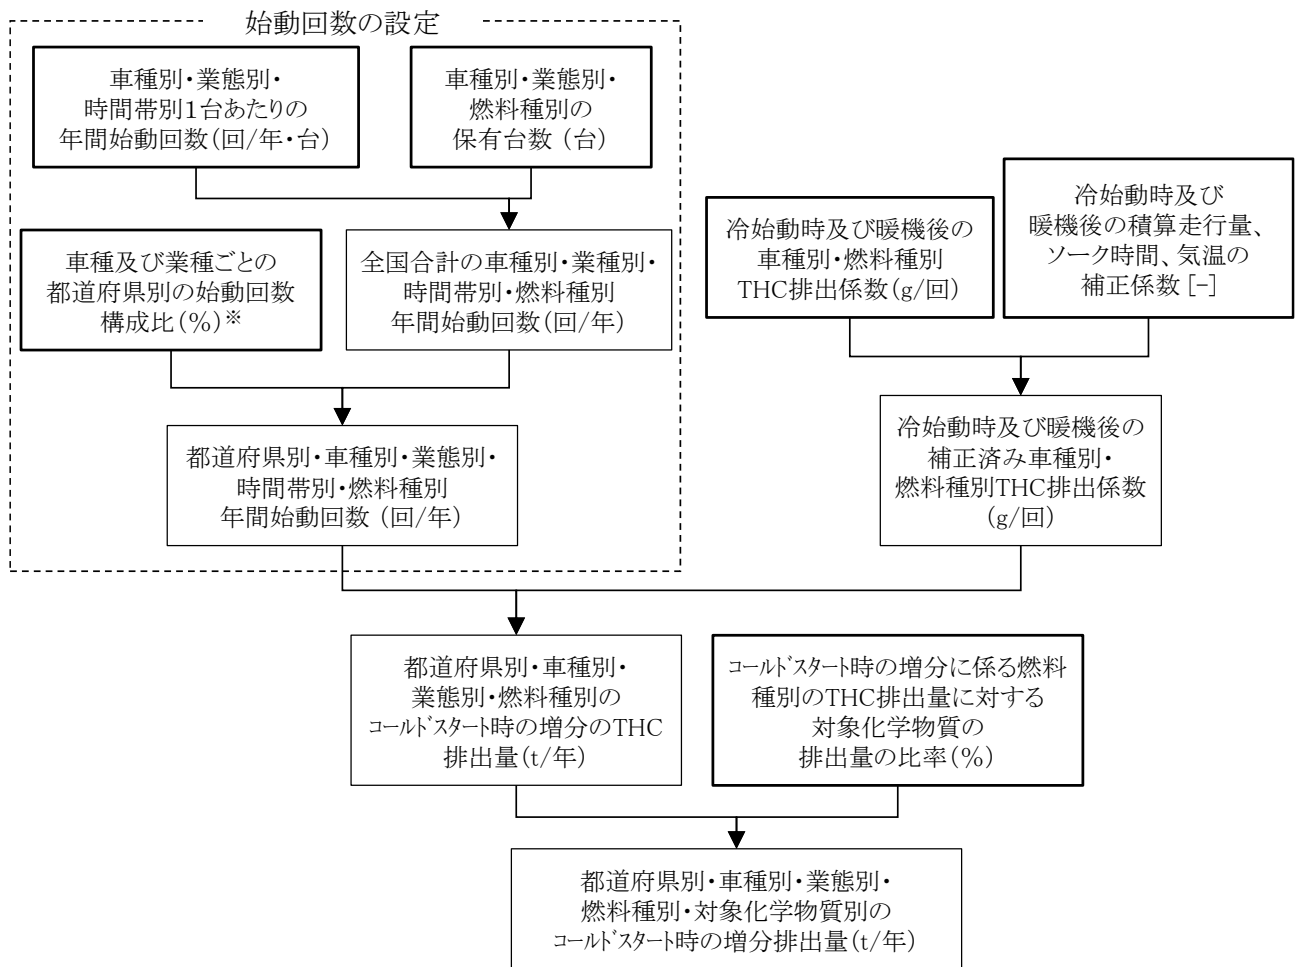 始動回数の設定
車種別・業態別・
時間帯別1台あたりの
年間始動回数(回/年・台)
車種別・業態別・
燃料種別の
保有台数 (台)
冷始動時及び暖機後の
車種別・燃料種別
THC排出係数(g/回)
冷始動時及び
暖機後の積算走行量、
ソーク時間、気温の
補正係数 [-]
車種及び業種ごとの
都道府県別の始動回数
構成比(%)※
全国合計の車種別・業種別・
時間帯別・燃料種別
年間始動回数(回/年)
都道府県別・車種別・業態別・
時間帯別・燃料種別
年間始動回数 (回/年)
冷始動時及び暖機後の
補正済み車種別・
燃料種別THC排出係数
(g/回)
都道府県別・車種別・
業態別・燃料種別の
コールドスタート時の増分のTHC
排出量(t/年)
コールドスタート時の増分に係る燃料
種別のTHC排出量に対する
対象化学物質の
排出量の比率(%)
都道府県別・車種別・業態別・
燃料種別・対象化学物質別の
コールドスタート時の増分排出量(t/年)